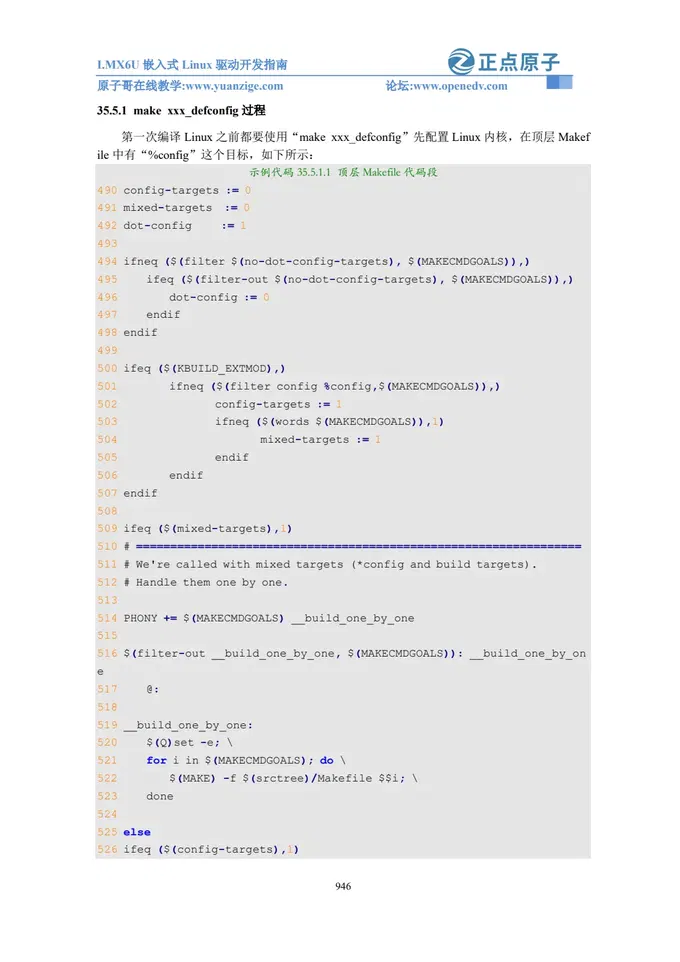 I.MX6U 嵌入式 Linux 驱动开发指南
正点原子
原子哥在线教学:www.yuanzige.com 论坛:www.openedv.com
35.5.1 make xxx_defconfig 过程
第一次编译 Linux 之前都要使用“make xxx_defconfig”先配置 Linux 内核，在顶层 Makef
ile 中有“%config”这个目标，如下所示：
示例代码 35.5.1.1 顶层 Makefile 代码段
490 config-targets := 0
491 mixed-targets  := 0
492 dot-config     := 1
493
494 ifneq ($(filter $(no-dot-config-targets), $(MAKECMDGOALS)),)
495    ifeq ($(filter-out $(no-dot-config-targets), $(MAKECMDGOALS)),)
496       dot-config := 0
497    endif
498 endif
499
500 ifeq ($(KBUILD_EXTMOD),)
501       ifneq ($(filter config %config,$(MAKECMDGOALS)),)
502             config-targets := 1
503             ifneq ($(words $(MAKECMDGOALS)),1)
504                   mixed-targets := 1
505             endif
506       endif
507 endif
508
509 ifeq ($(mixed-targets),1)
510 # =================================================================
511 # We're called with mixed targets (*config and build targets).
512 # Handle them one by one.
513
514 PHONY += $(MAKECMDGOALS) __build_one_by_one
515
516 $(filter-out __build_one_by_one, $(MAKECMDGOALS)): __build_one_by_on
e
517    @:
518
519 __build_one_by_one:
520    $(Q)set -e; \
521    for i in $(MAKECMDGOALS); do \
522       $(MAKE) -f $(srctree)/Makefile $$i; \
523    done
524
525 else
526 ifeq ($(config-targets),1)
946